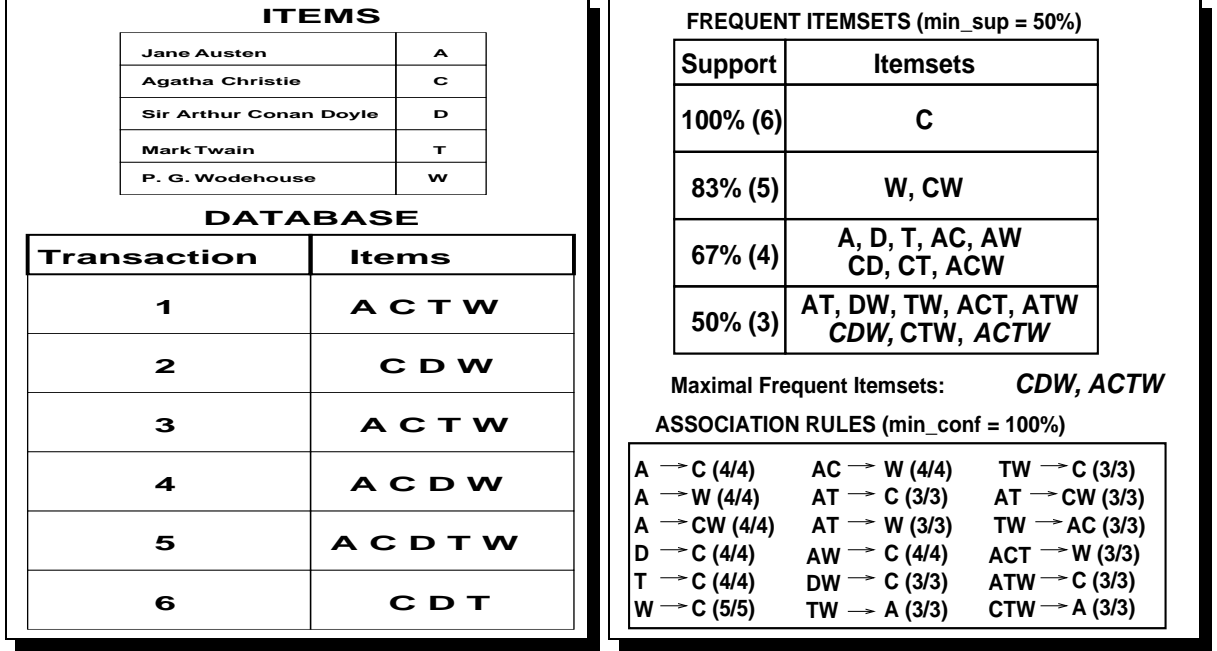 ITEMS
Jane Austen A
Agatha Christie C
Sir Arthur Conan Doyle D
Mark Twain T
P. G. Wodehouse W
DATABASE
Transaction Items
1 A C T W
2 C D W
3 A C T W
4 A C D W
5 A C D T W
6 C D T
FREQUENT ITEMSETS (min_sup = 50%)
Support Itemsets
100% (6) C
83% (5) W, CW
67% (4) A, D, T, AC, AW
CD, CT, ACW
50% (3) AT, DW, TW, ACT, ATW
CDW, CTW, ACTW
Maximal Frequent Itemsets: CDW, ACTW
ASSOCIATION RULES (min_conf = 100%)
A → C (4/4) AC → W (4/4) TW → C (3/3)
A → W (4/4) AT → C (3/3) AT → CW (3/3)
A → CW (4/4) AT → W (3/3) TW → AC (3/3)
D → C (4/4) AW → C (4/4) ACT → W (3/3)
T → C (4/4) DW → C (3/3) ATW → C (3/3)
W → C (5/5) TW → A (3/3) CTW → A (3/3)